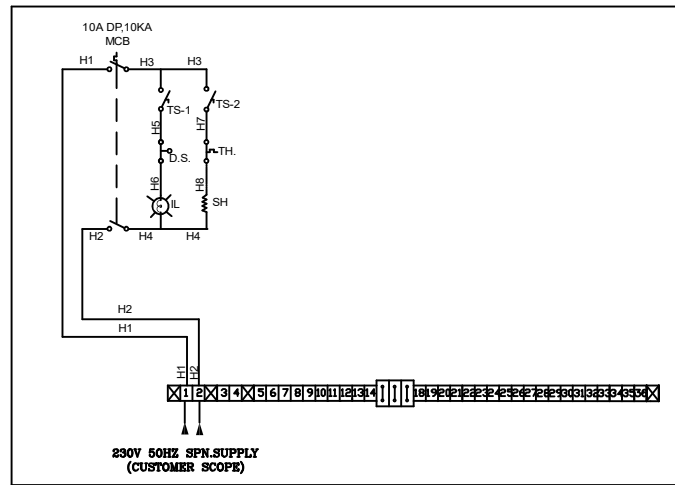 10A DP,10KA
MCB
H1 H3 H3
TS-1 TS-2
H5 H7
D.S. TH.
H6 H8
IL SH
H2 H4 H4
H2
H1
H1 H2
1 2 3 4 5 6 7 8 9 10 11 12 13 14 18 19 20 21 22 23 24 25 26 27 28 29 30 31 32 33 34 35 36
230V 50HZ SPN.SUPPLY
(CUSTOMER SCOPE)